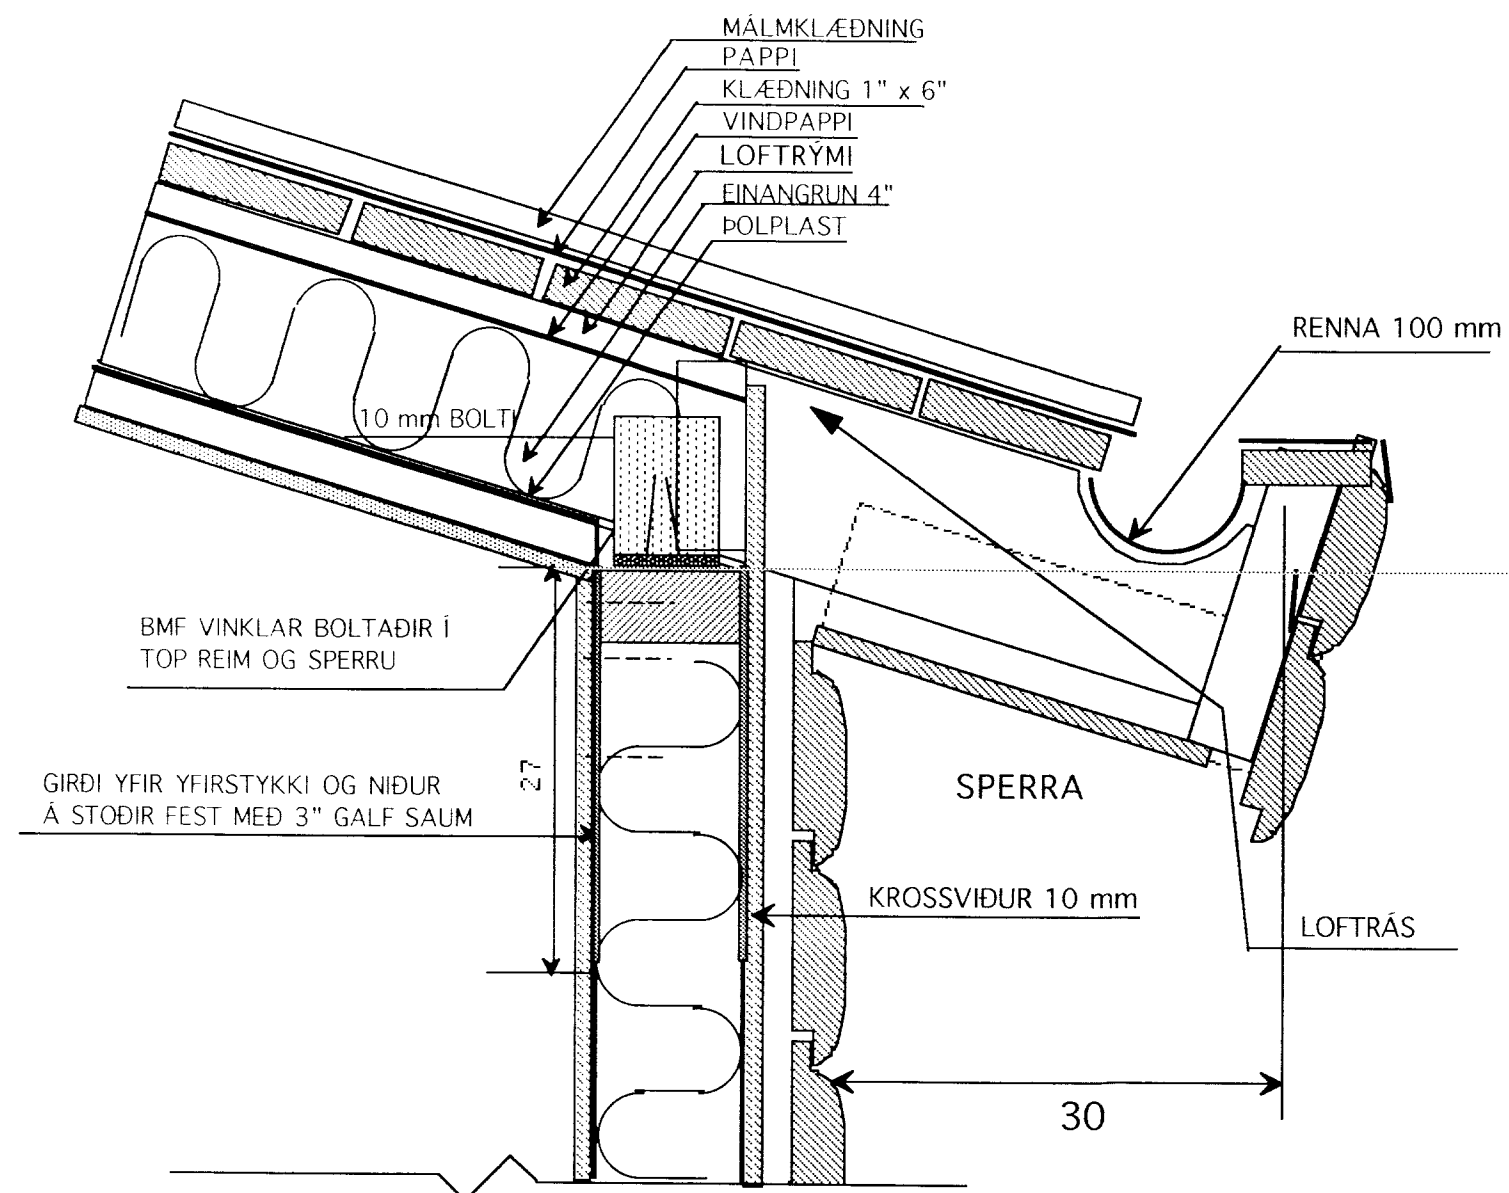 MÁLMKLÆÐNING
PAPPI
KLÆÐNING 1" x 6"
VINDPAPPI
LOFTRÝMI
EINANGRUN 4"
ÞOLPLAST
RENNA 100 mm
10 mm BOLTI
BMF VINKLAR BOLTAÐIR Í
TOP REIM OG SPERRU
27
GIRÐI YFIR YFIRSTYKKI OG NIÐUR
Á STOÐIR FEST MEÐ 3" GALF SAUM
SPERRA
KROSSVIÐUR 10 mm
LOFTRÁS
30